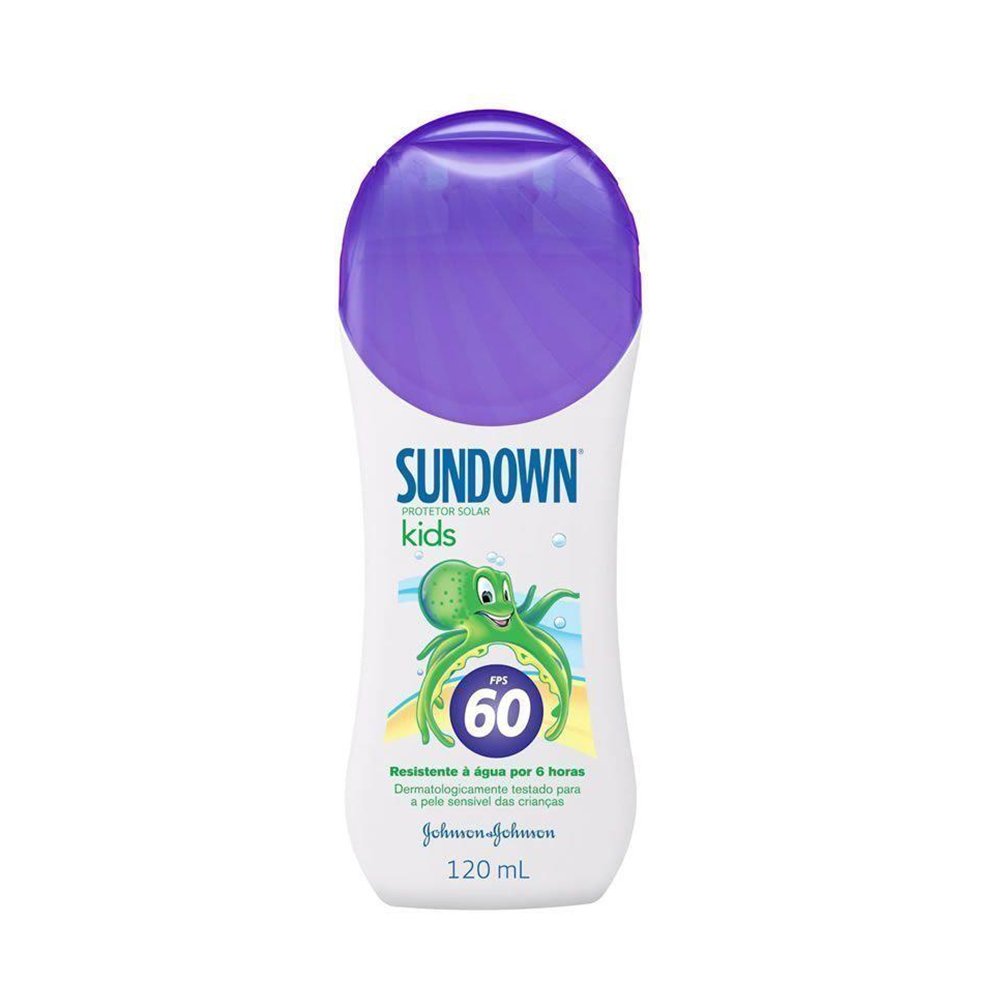 SUNDOWN®
PROTETOR SOLAR
kids
FPS
60
Resistente à água por 6 horas
Dermatologicamente testado para
a pele sensível das crianças
Johnson & Johnson
120 mL